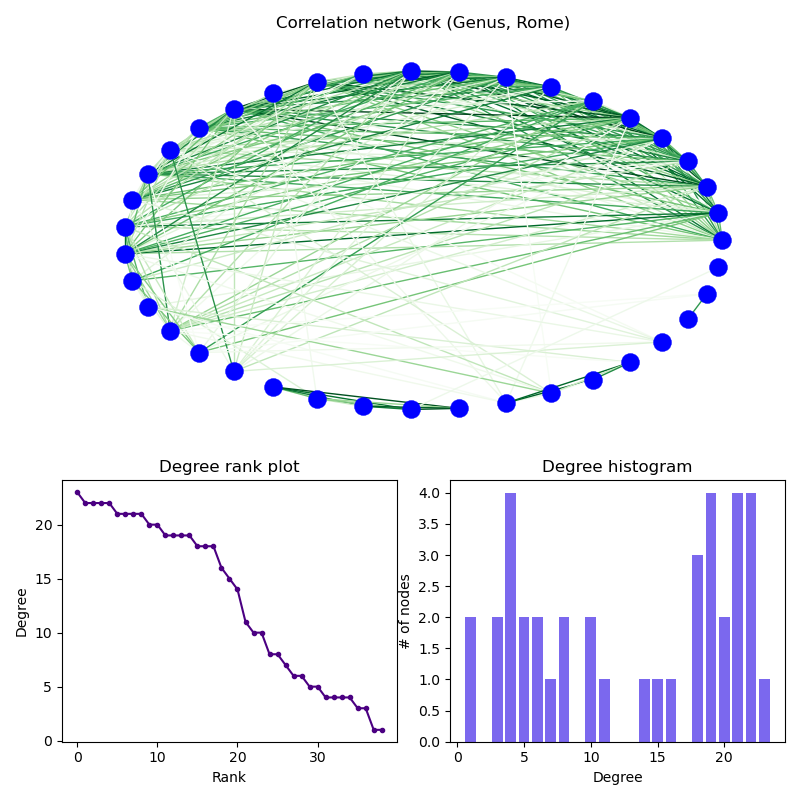 Correlation network (Genus, Rome)
Degree rank plot
Degree
20
15
10
5
0
0 10 20 30
Rank
Degree histogram
# of nodes
4.0
3.5
3.0
2.5
2.0
1.5
1.0
0.5
0.0
0 5 10 15 20
Degree